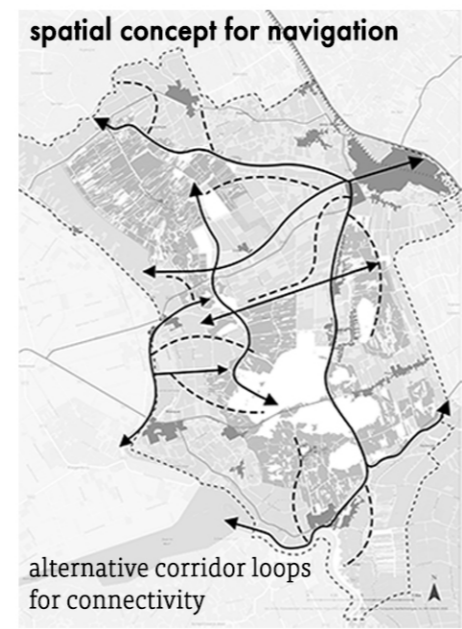 spatial concept for navigation
alternative corridor loops
for connectivity